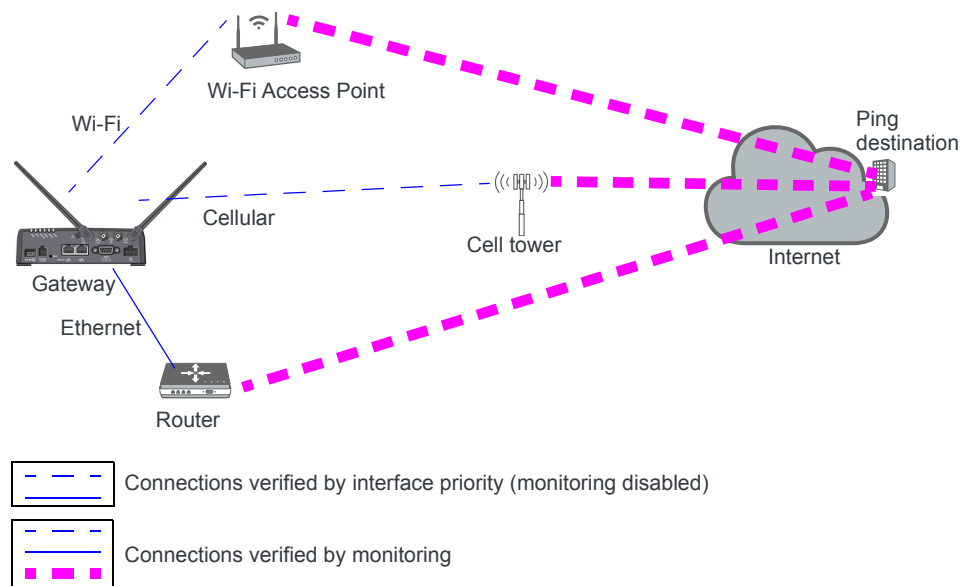 Wi-Fi Access Point
Ping
destination
Wi-Fi
Cellular
Cell tower
Internet
Gateway
Ethernet
Router
Connections verified by interface priority (monitoring disabled)
Connections verified by monitoring